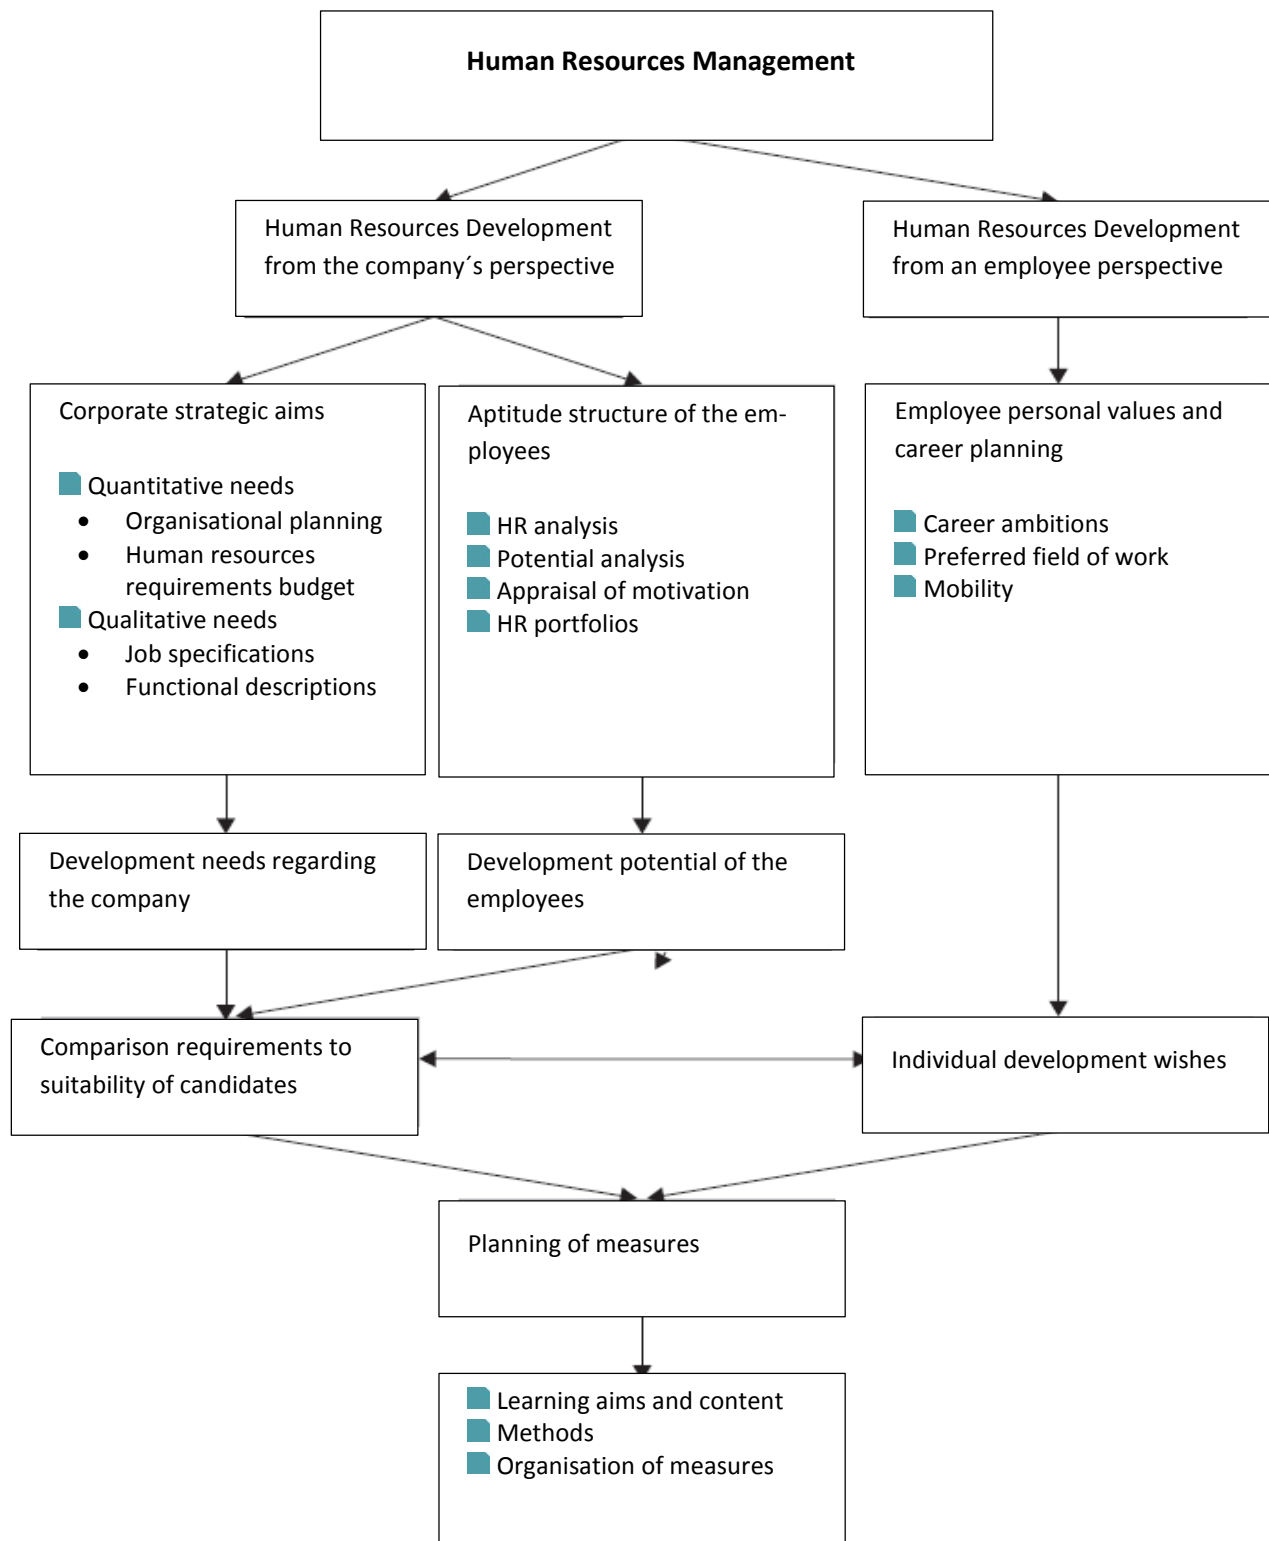 Human Resources Management
Human Resources Development
from the company´s perspective
Human Resources Development
from an employee perspective
Corporate strategic aims
Quantitative needs
• Organisational planning
• Human resources
requirements budget
Qualitative needs
• Job specifications
• Functional descriptions
Aptitude structure of the em-
ployees
HR analysis
Potential analysis
Appraisal of motivation
HR portfolios
Employee personal values and
career planning
Career ambitions
Preferred field of work
Mobility
Development needs regarding
the company
Development potential of the
employees
Comparison requirements to
suitability of candidates
Individual development wishes
Planning of measures
Learning aims and content
Methods
Organisation of measures